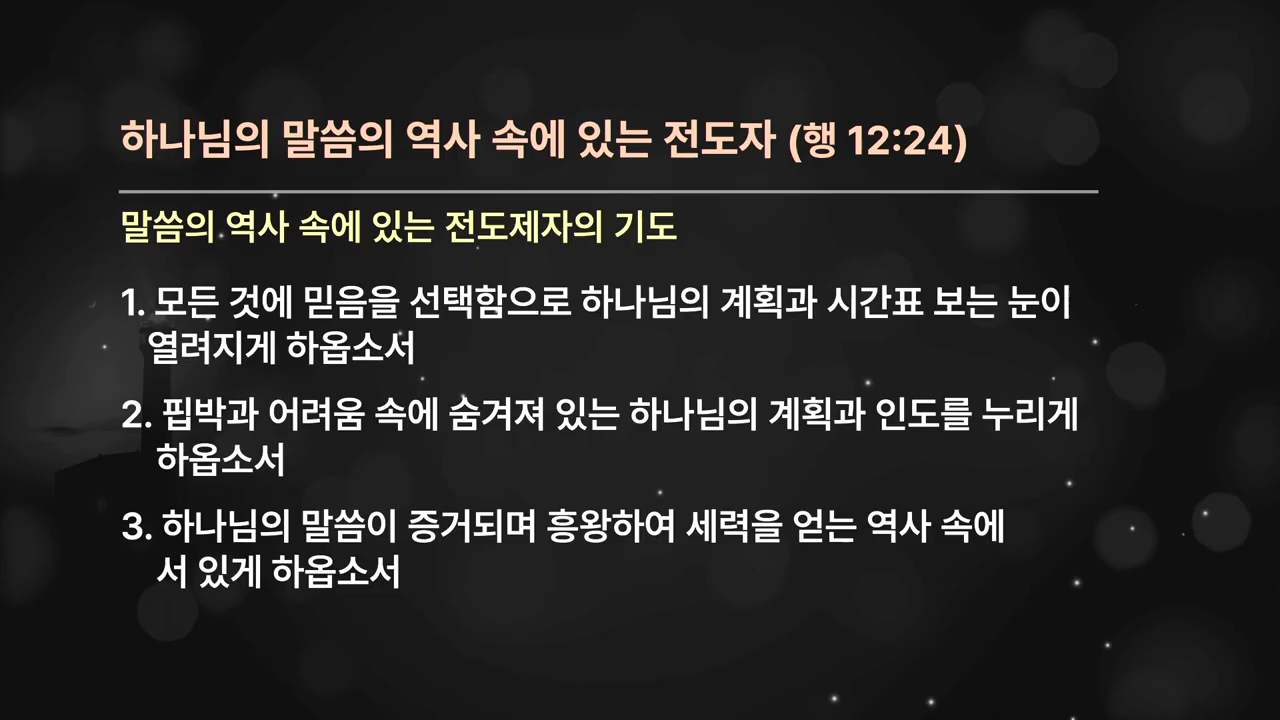 하나님의 말씀의 역사 속에 있는 전도자 (행 12:24)
말씀의 역사 속에 있는 전도제자의 기도
1. 모든 것에 믿음을 선택함으로 하나님의 계획과 시간표 보는 눈이
열려지게 하옵소서
2. 핍박과 어려움 속에 숨겨져 있는 하나님의 계획과 인도를 누리게
하옵소서
3. 하나님의 말씀이 증거되며 흥왕하여 세력을 얻는 역사 속에
서 있게 하옵소서